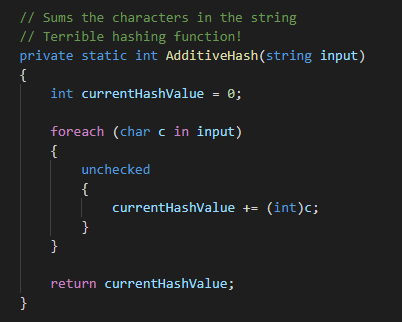 // Sums the characters in the string
// Terrible hashing function!
private static int AdditiveHash(string input)
{
    int currentHashValue = 0;

    foreach (char c in input)
    {
        unchecked
        {
            currentHashValue += (int)c;
        }
    }

    return currentHashValue;
}